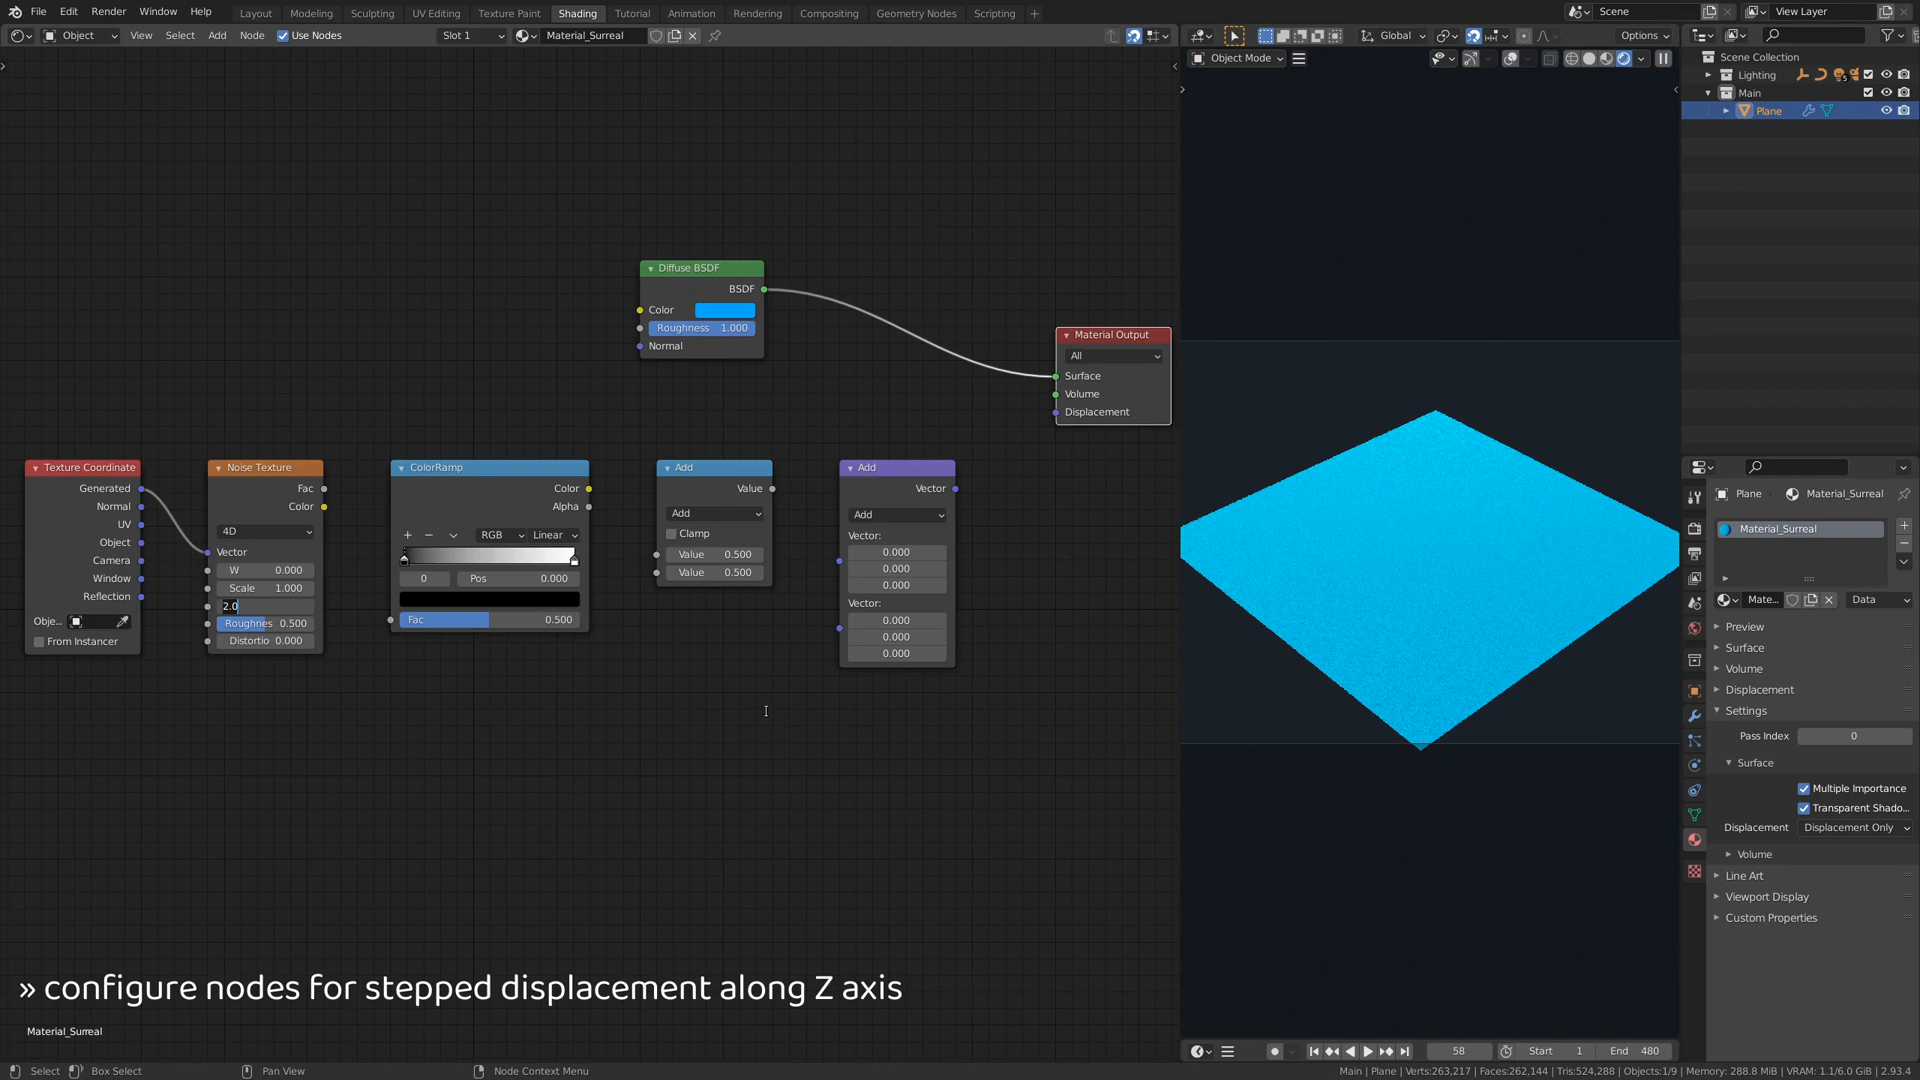 File Edit Render Window Help Layout Modeling Sculpting UV Editing Texture Paint Shading Tutorial Animation Rendering Compositing Geometry Nodes Scripting + Scene View Layer
Object View Select Add Node Use Nodes Slot 1 Material_Surreal Global Options
Object Mode
Scene Collection
Lighting 5
Main
Plane
Diffuse BSDF
BSDF
Color
Roughness 1.000
Normal
Material Output
All
Surface
Volume
Displacement
Texture Coordinate
Generated
Normal
UV
Object
Camera
Window
Reflection
Obje...
From Instancer
Noise Texture
Fac
Color
4D
Vector
W 0.000
Scale 1.000
2.0
Roughnes 0.500
Distortio 0.000
ColorRamp
Color
Alpha
+ − RGB Linear
0 Pos 0.000
Fac 0.500
Add
Value
Add
Clamp
Value 0.500
Value 0.500
Add
Vector
Add
Vector:
0.000
0.000
0.000
Vector:
0.000
0.000
0.000
Plane Material_Surreal
Material_Surreal
Mate... Data
Preview
Surface
Volume
Displacement
Settings
Pass Index 0
Surface
Multiple Importance
Transparent Shado...
Displacement Displacement Only
Volume
Line Art
Viewport Display
Custom Properties
» configure nodes for stepped displacement along Z axis
Material_Surreal
58 Start 1 End 480
Select Box Select Pan View Node Context Menu Main | Plane | Verts:263,217 | Faces:262,144 | Tris:524,288 | Objects:1/9 | Memory: 288.8 MiB | VRAM: 1.1/6.0 GiB | 2.93.4